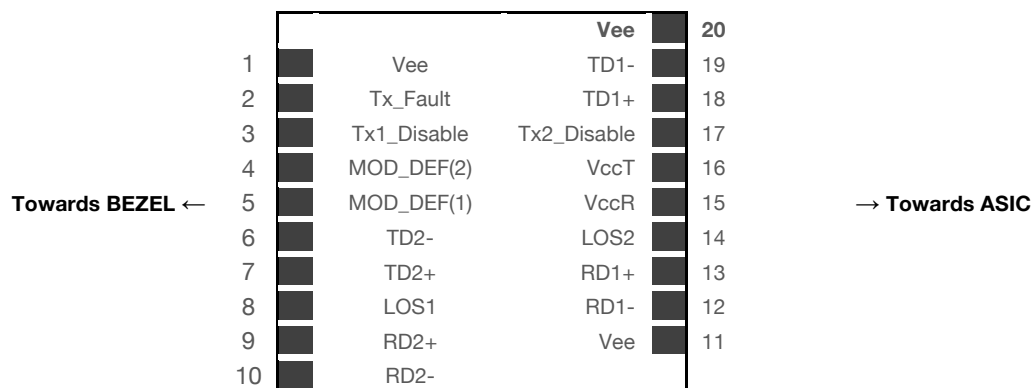 Vee 20
1 Vee TD1- 19
2 Tx_Fault TD1+ 18
3 Tx1_Disable Tx2_Disable 17
4 MOD_DEF(2) VccT 16
Towards BEZEL ← 5 MOD_DEF(1) VccR 15 → Towards ASIC
6 TD2- LOS2 14
7 TD2+ RD1+ 13
8 LOS1 RD1- 12
9 RD2+ Vee 11
10 RD2-